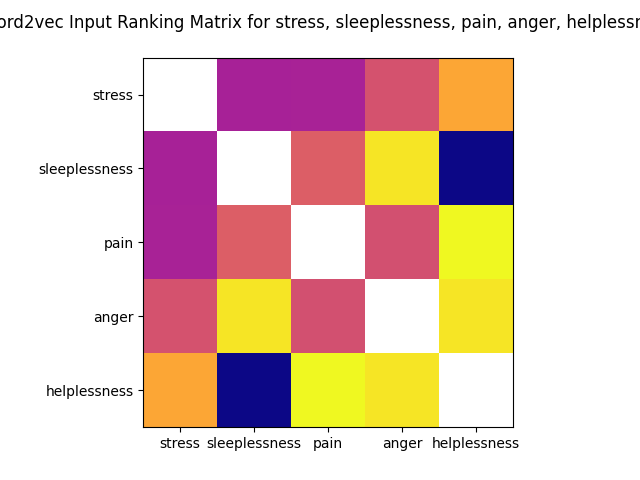 ord2vec Input Ranking Matrix for stress, sleeplessness, pain, anger, helpless
stress
sleeplessness
pain
anger
helplessness
stress sleeplessness pain anger helplessness